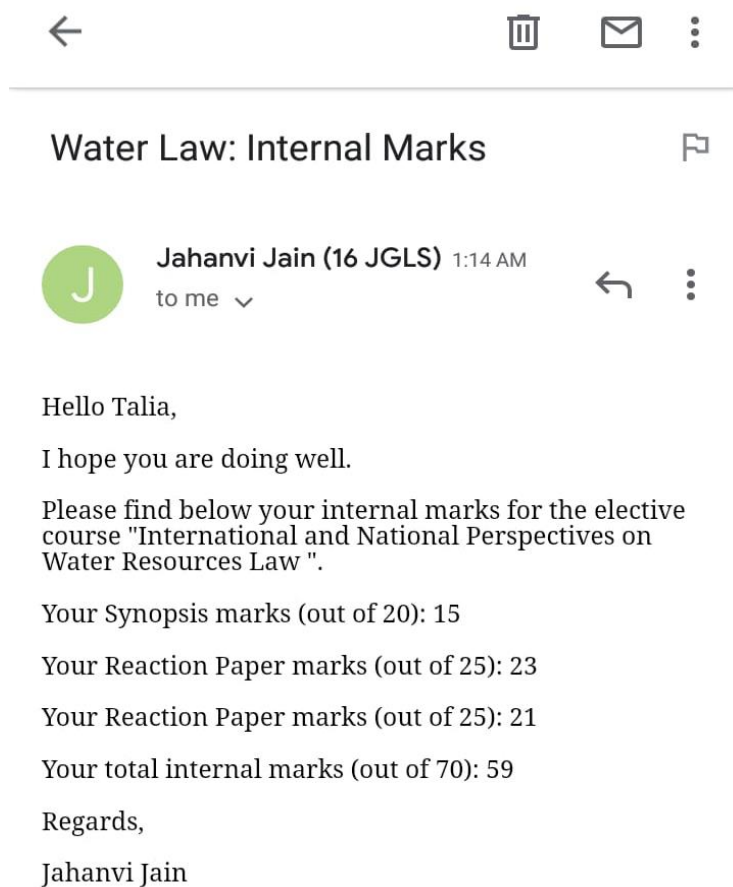 Water Law: Internal Marks
J
Jahanvi Jain (16 JGLS) 1:14 AM
to me
Hello Talia,
I hope you are doing well.
Please find below your internal marks for the elective
course "International and National Perspectives on
Water Resources Law ".
Your Synopsis marks (out of 20): 15
Your Reaction Paper marks (out of 25): 23
Your Reaction Paper marks (out of 25): 21
Your total internal marks (out of 70): 59
Regards,
Jahanvi Jain